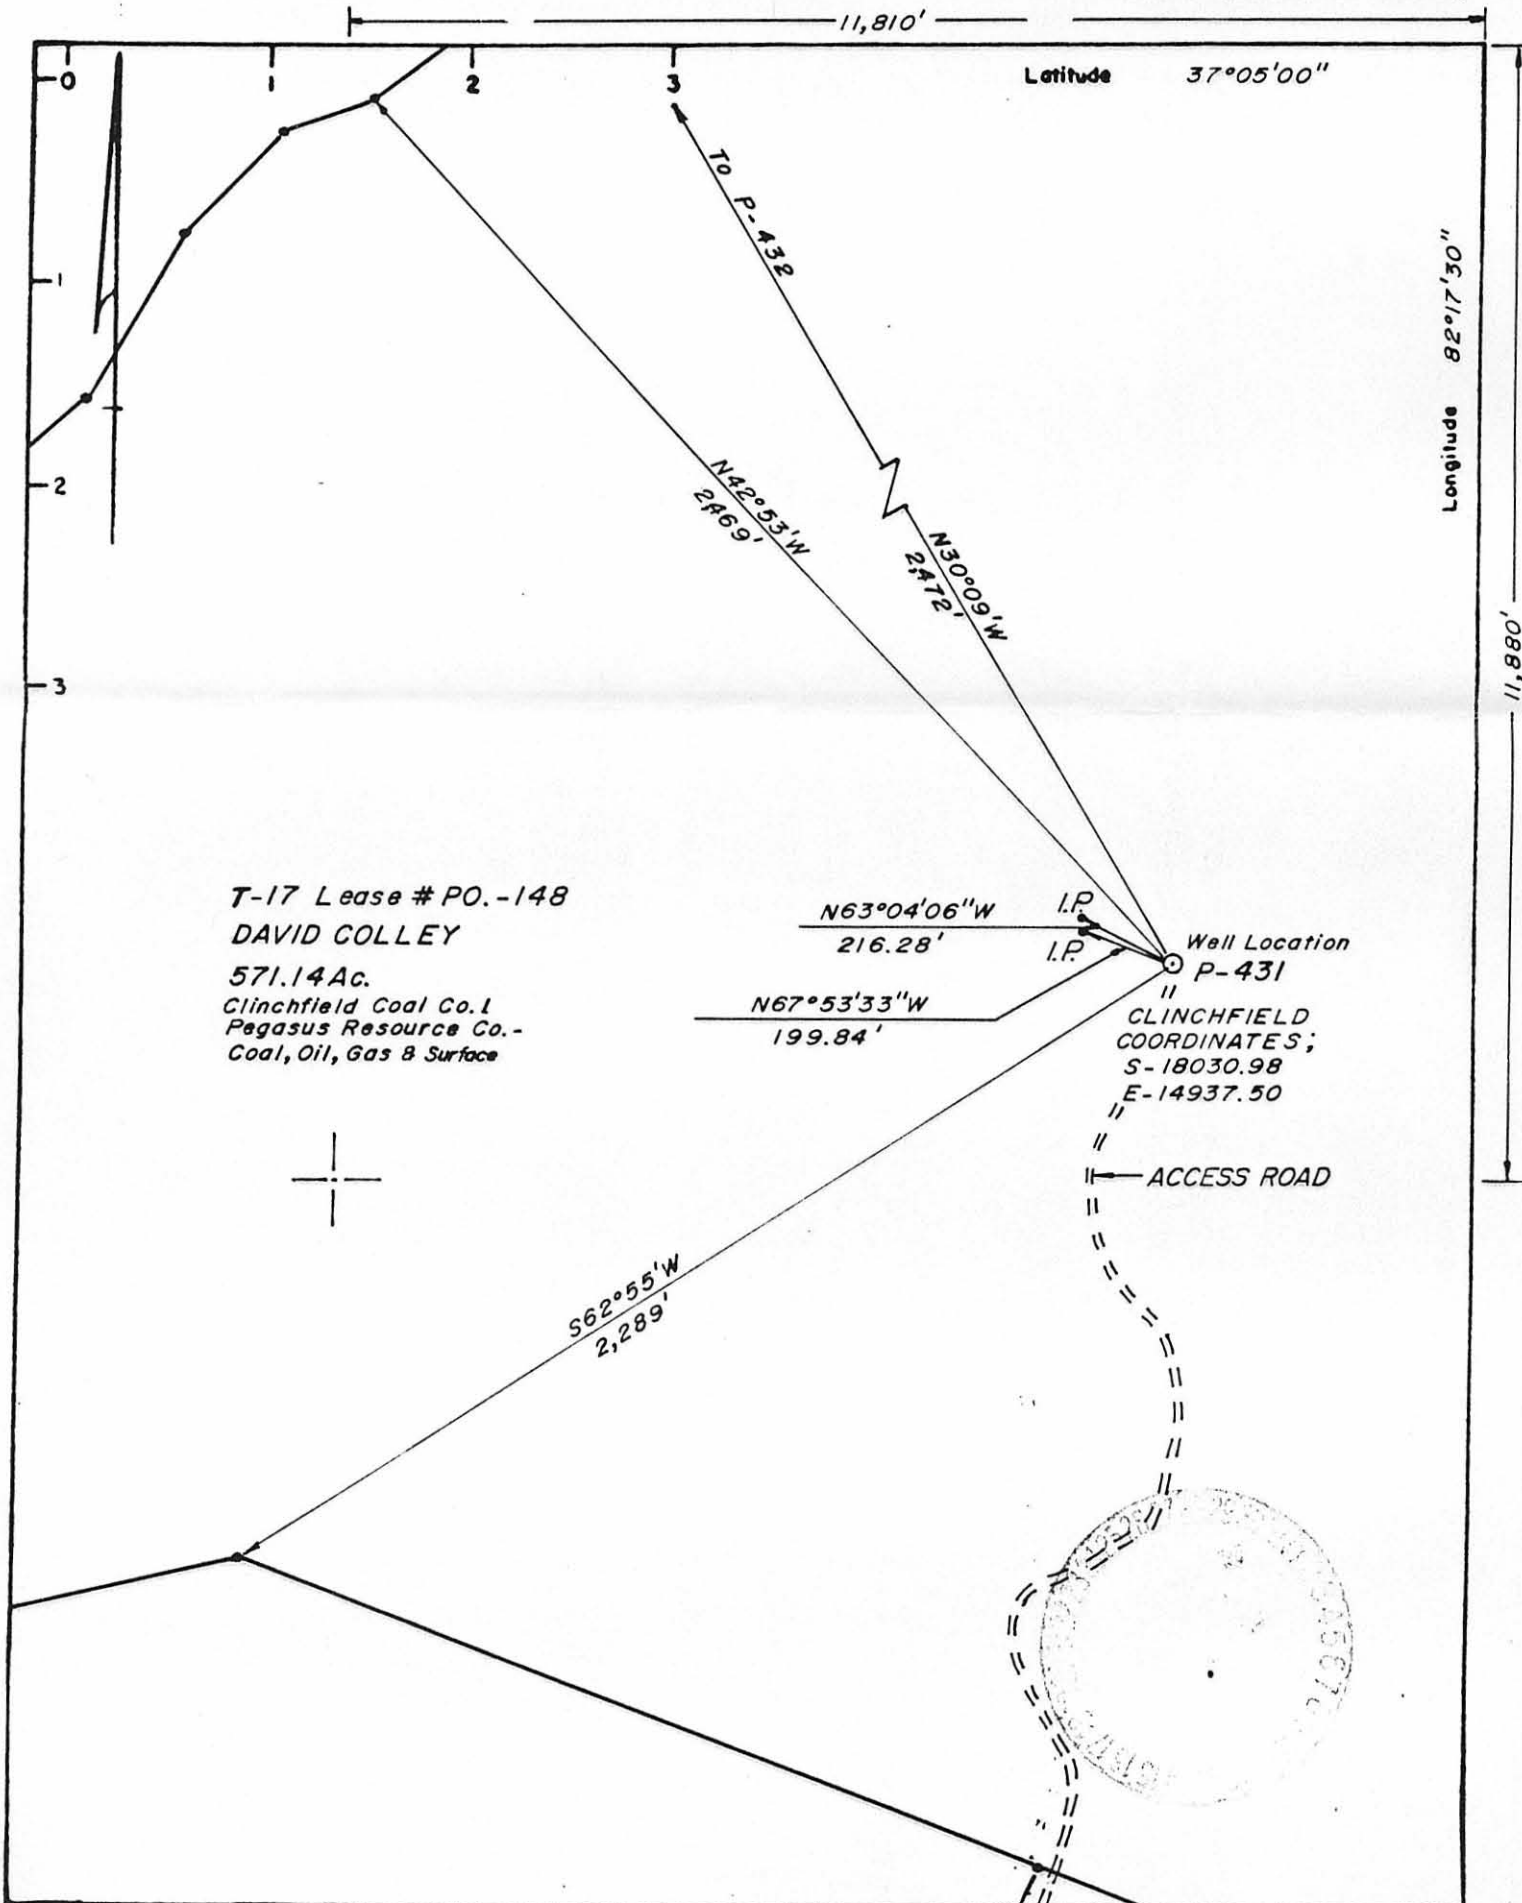 11,810'
0 1 2 3
Latitude 37°05'00"
0
1
2
3
Longitude 82°17'30"
11,880'
TO P-432
N42°53'W
2,469'
N30°09'W
2,472'
T-17 Lease # PO.-148
DAVID COLLEY
571.14 Ac.
Clinchfield Coal Co. &
Pegasus Resource Co.-
Coal, Oil, Gas & Surface
N63°04'06"W
216.28'
I.P.
I.P.
N67°53'33"W
199.84'
Well Location
P-431
CLINCHFIELD
COORDINATES;
S-18030.98
E-14937.50
ACCESS ROAD
S62°55'W
2,289'